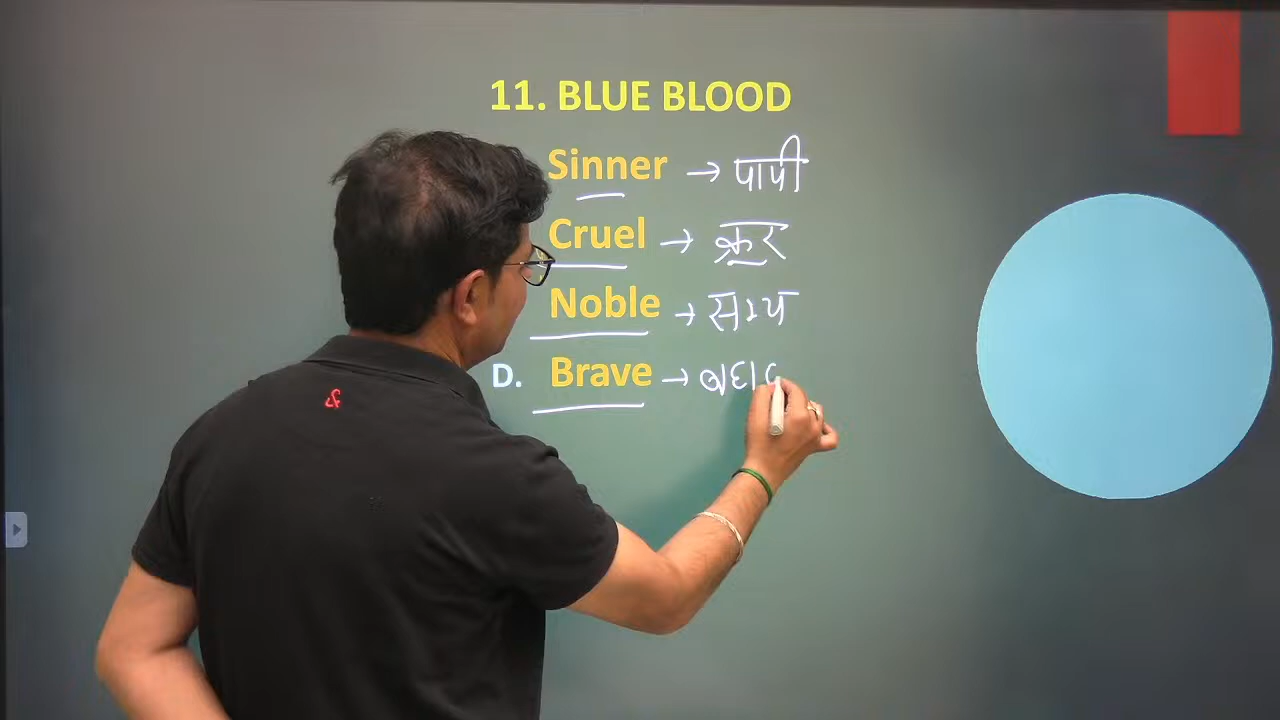 11. BLUE BLOOD
Sinner → पापी
Cruel → क्रूर
Noble → सभ्य
D. Brave →